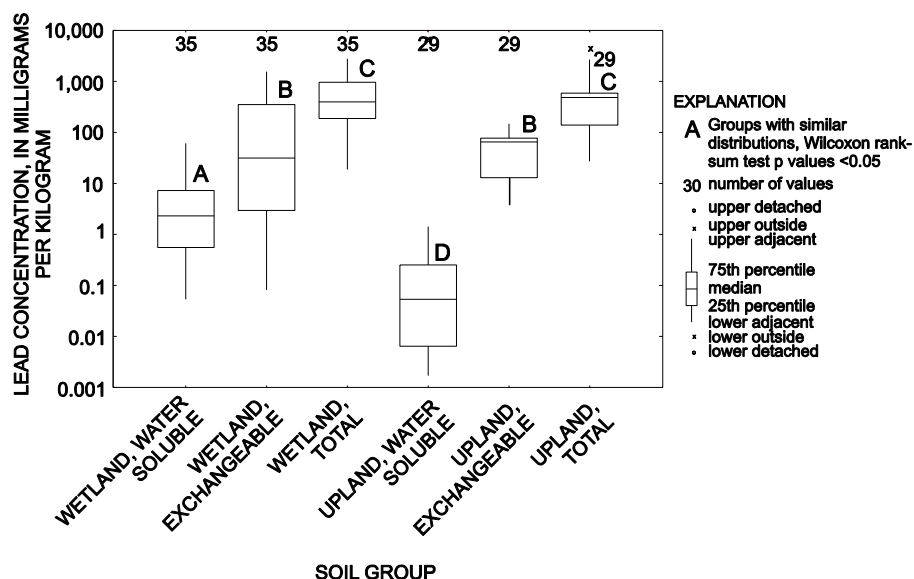 LEAD CONCENTRATION, IN MILLIGRAMS
PER KILOGRAM
10,000
1,000
100
10
1
0.1
0.01
0.001
35
35
35
29
29
29
A
B
C
D
B
C
WETLAND, WATER
SOLUBLE
WETLAND,
EXCHANGEABLE
WETLAND,
TOTAL
UPLAND, WATER
SOLUBLE
UPLAND,
EXCHANGEABLE
UPLAND,
TOTAL
SOIL GROUP
EXPLANATION
A Groups with similar
distributions, Wilcoxon rank-
sum test p values <0.05
30 number of values
upper detached
upper outside
upper adjacent
75th percentile
median
25th percentile
lower adjacent
lower outside
lower detached